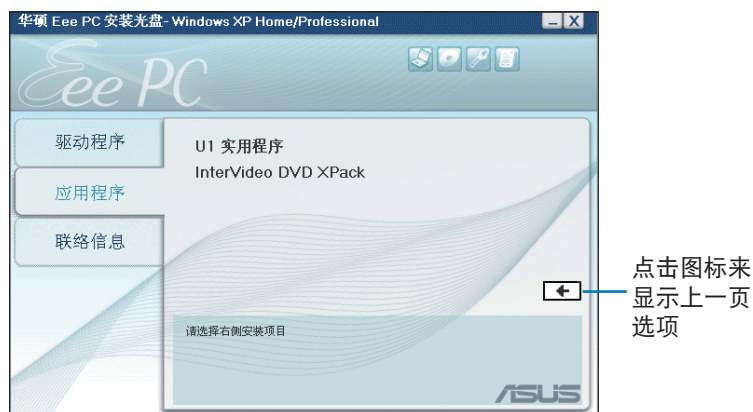 华硕 Eee PC 安装光盘- Windows XP Home/Professional
Eee PC
驱动程序
应用程序
联络信息
U1 实用程序
InterVideo DVD XPack
请选择右侧安装项目
ASUS
点击图标来
显示上一页
选项